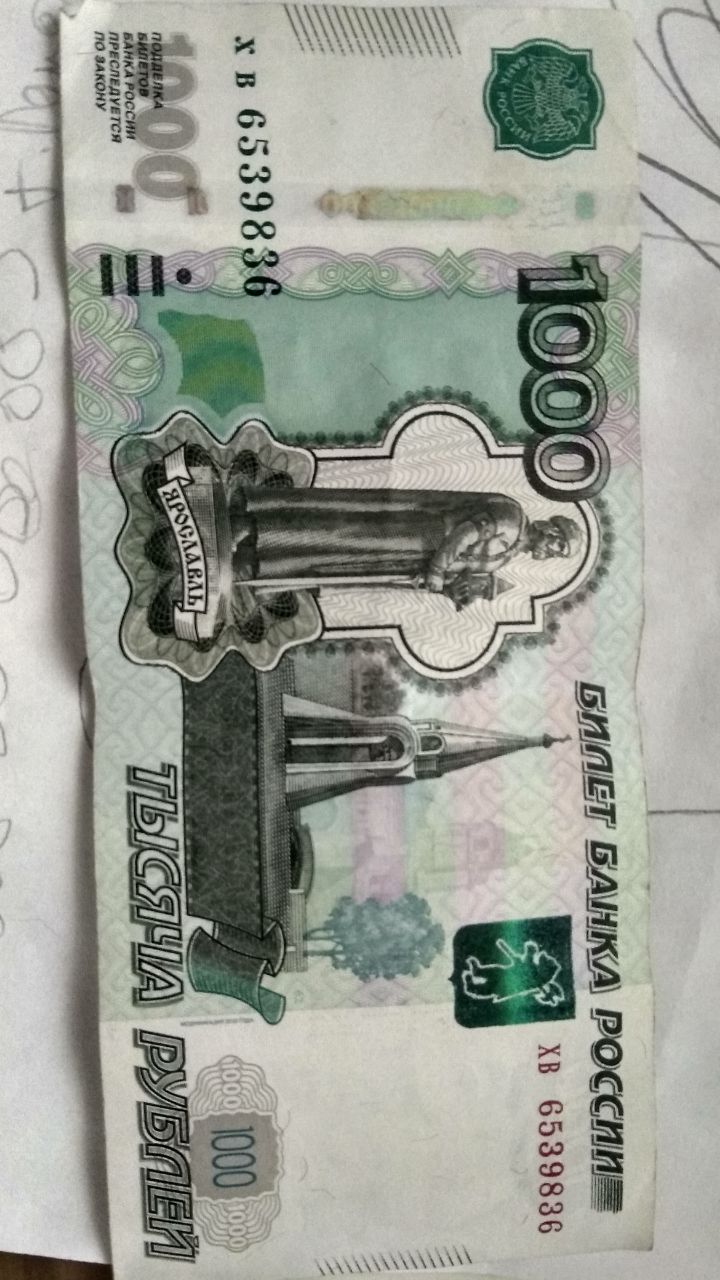 1000
БИЛЕТ БАНКА РОССИИ
ХВ 6539836
БАНК РОССИИ
хв 6539836
1000
ПОДДЕЛКА
БИЛЕТОВ
БАНКА РОССИИ
ПРЕСЛЕДУЕТСЯ
ПО ЗАКОНУ
ЯРОСЛАВЛЬ
1000 1000 1000
ТЫСЯЧА РУБЛЕЙ